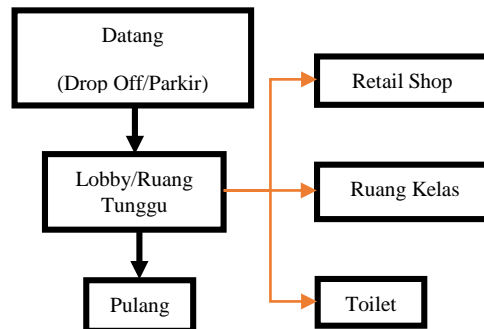 Datang
(Drop Off/Parkir)
Retail Shop
Lobby/Ruang
Tunggu
Ruang Kelas
Pulang
Toilet